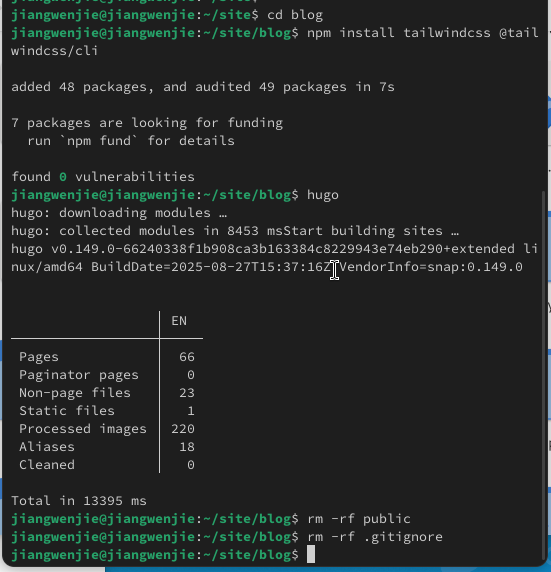 jiangwenjie@jiangwenjie:~/site$ cd blog
jiangwenjie@jiangwenjie:~/site/blog$ npm install tailwindcss @tail
windcss/cli
added 48 packages, and audited 49 packages in 7s
7 packages are looking for funding
run `npm fund` for details
found 0 vulnerabilities
jiangwenjie@jiangwenjie:~/site/blog$ hugo
hugo: downloading modules …
hugo: collected modules in 8453 msStart building sites …
hugo v0.149.0-66240338f1b908ca3b163384c8229943e74eb290+extended li
nux/amd64 BuildDate=2025-08-27T15:37:16Z VendorInfo=snap:0.149.0
EN
Pages 66
Paginator pages 0
Non-page files 23
Static files 1
Processed images 220
Aliases 18
Cleaned 0
Total in 13395 ms
jiangwenjie@jiangwenjie:~/site/blog$ rm -rf public
jiangwenjie@jiangwenjie:~/site/blog$ rm -rf .gitignore
jiangwenjie@jiangwenjie:~/site/blog$